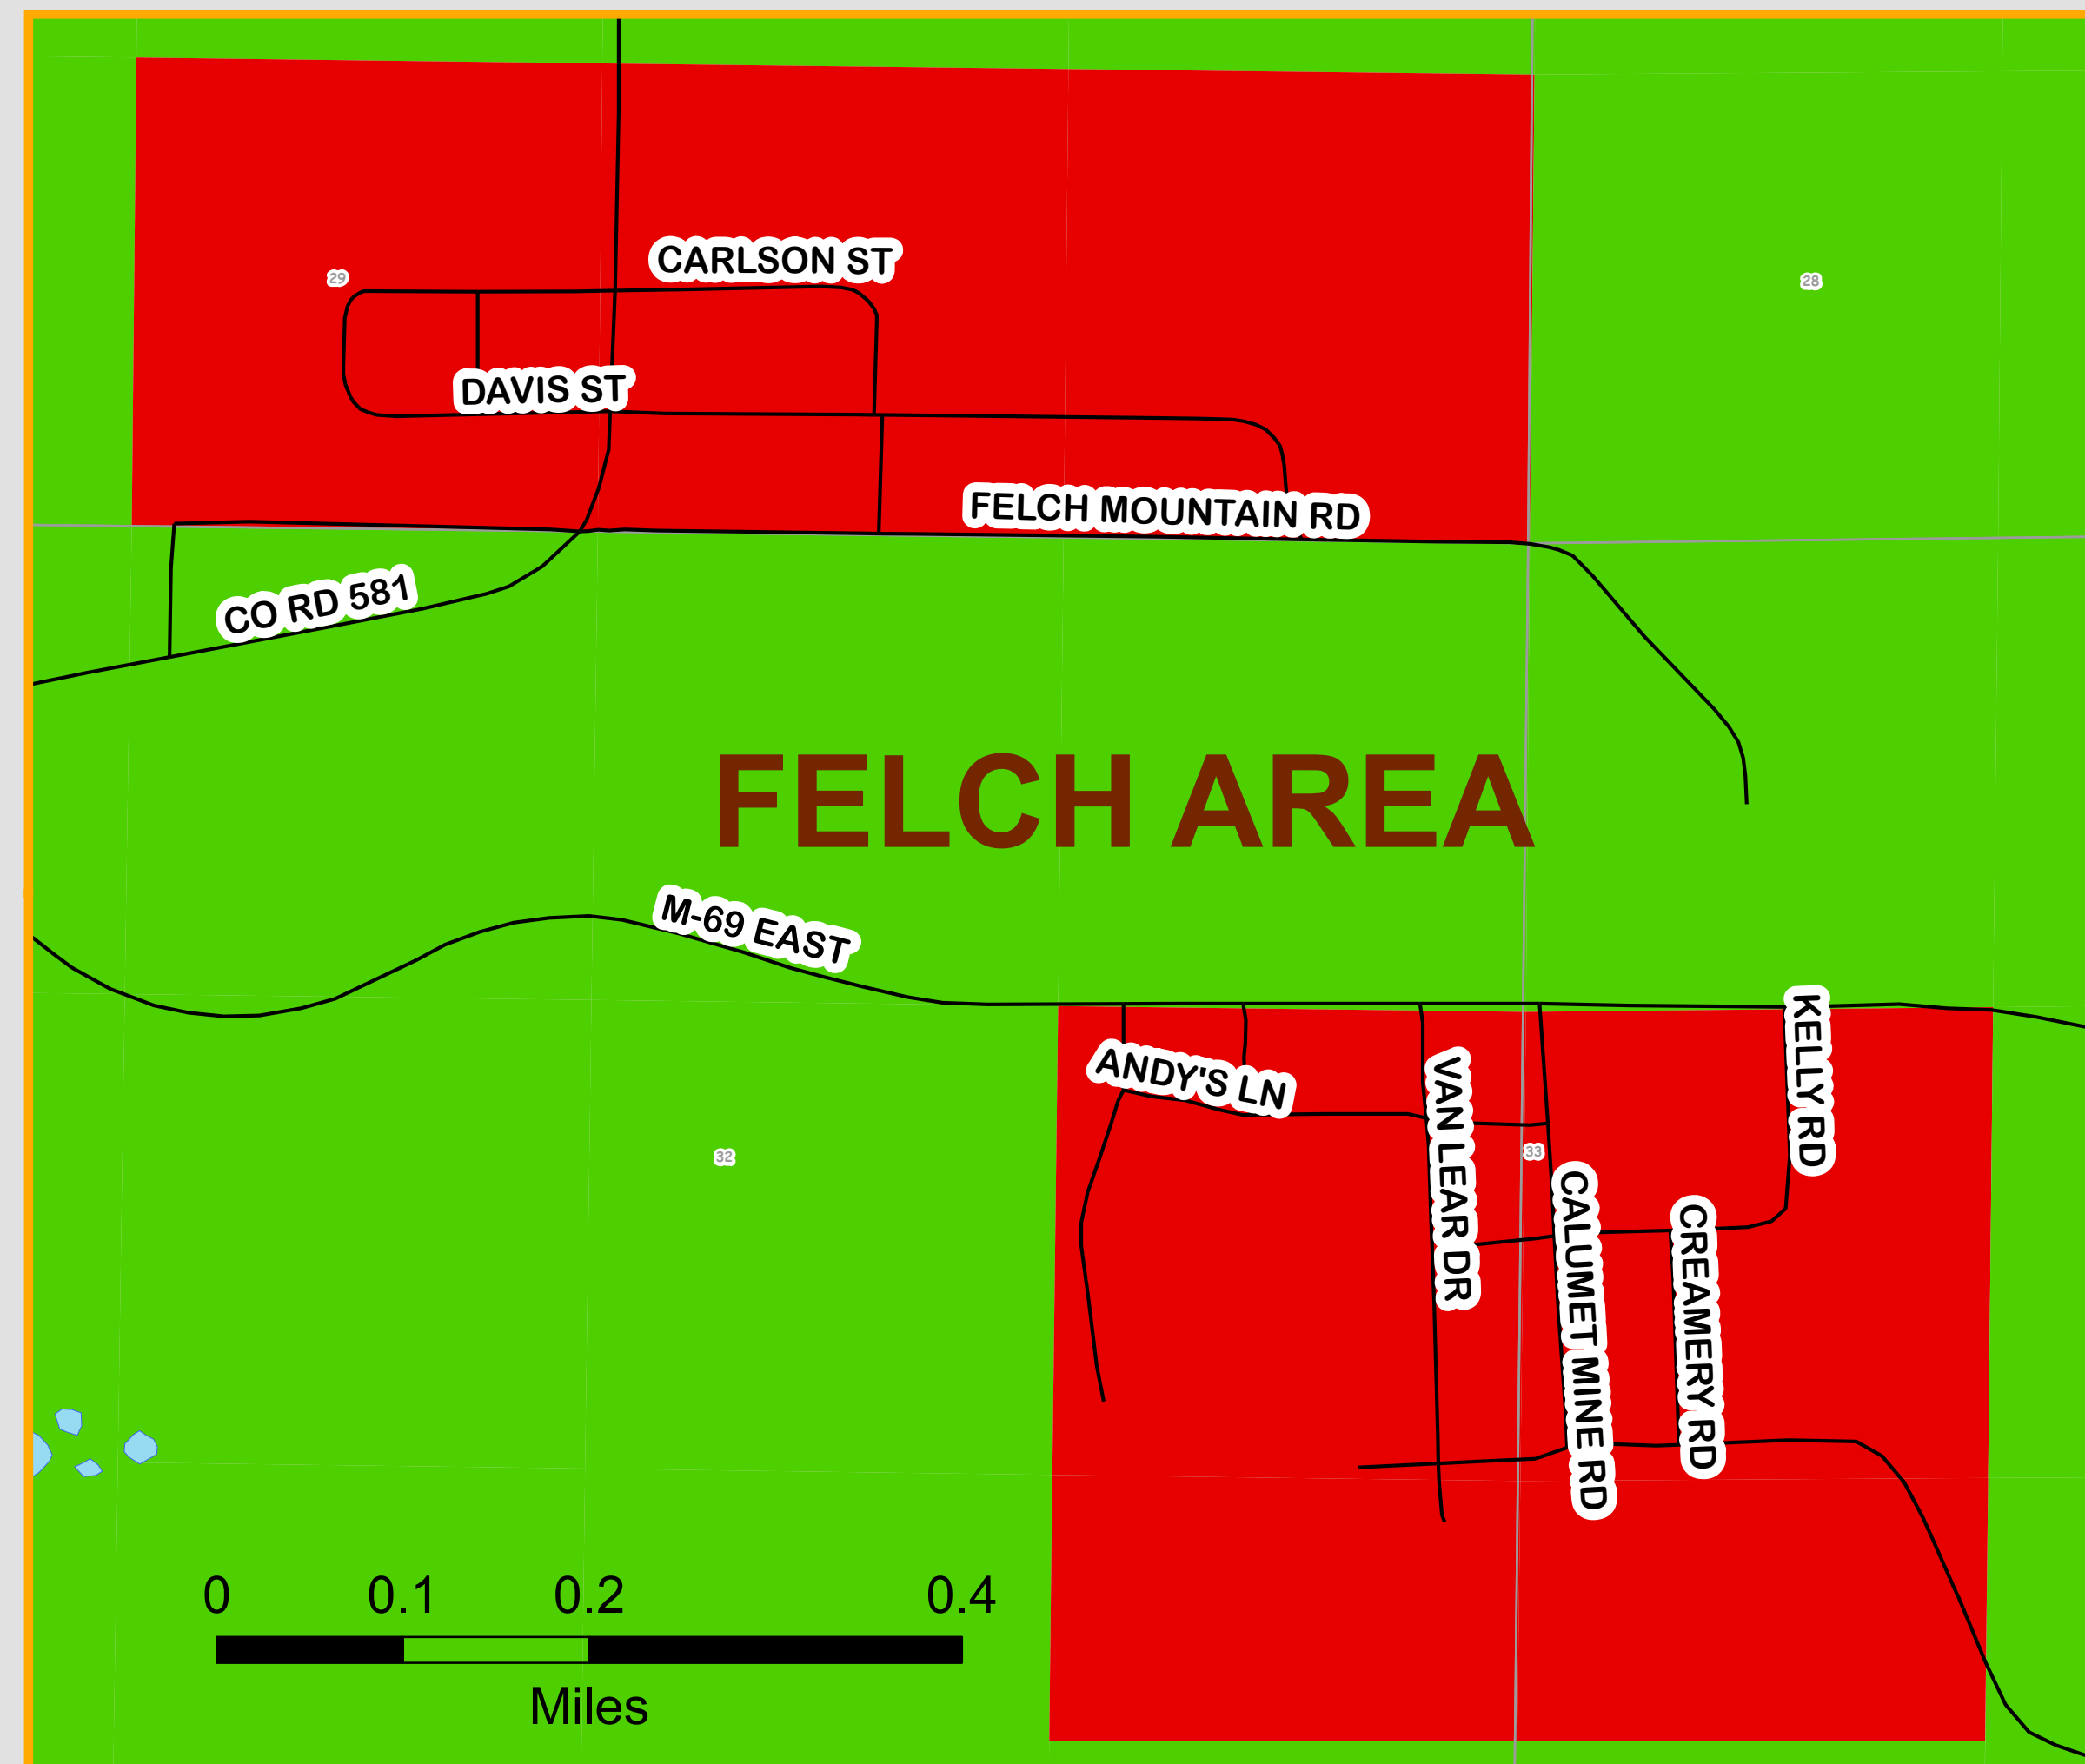 CARLSON ST
29
28
DAVIS ST
FELCH MOUNTAIN RD
CO RD 581
FELCH AREA
M-69 EAST
KELLY RD
ANDY'S LN
VAN LEAR DR
32
33
CALUMET MINE RD
CREAMERY RD
0 0.1 0.2 0.4
Miles